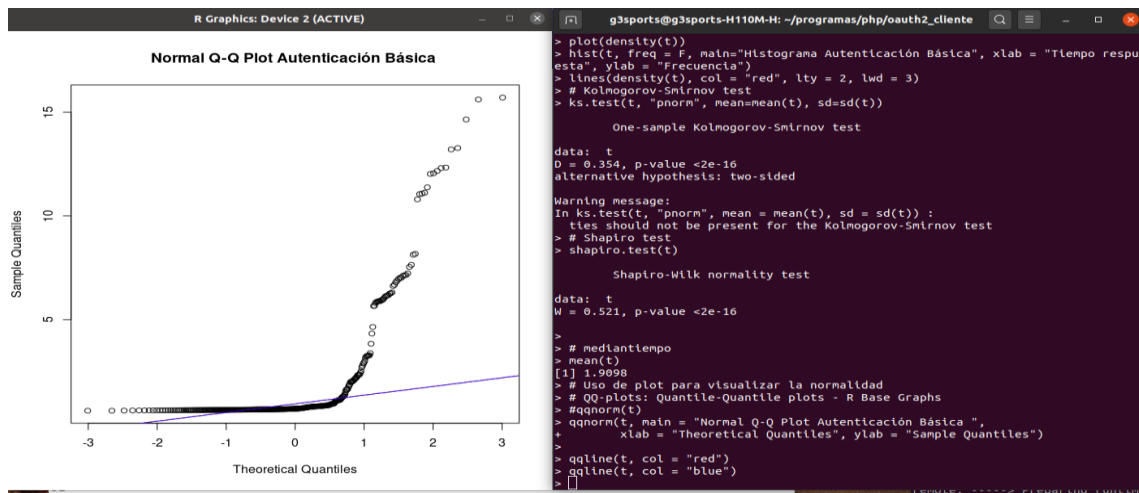 R Graphics: Device 2 (ACTIVE)
Normal Q-Q Plot Autenticación Básica
Sample Quantiles
15
10
5
-3 -2 -1 0 1 2 3
Theoretical Quantiles
g3sports@g3sports-H110M-H: ~/programas/php/oauth2_cliente
> plot(density(t))
> hist(t, freq = F, main="Histograma Autenticación Básica", xlab = "Tiempo respu
esta", ylab = "Frecuencia")
> lines(density(t), col = "red", lty = 2, lwd = 3)
> # Kolmogorov-Smirnov test
> ks.test(t, "pnorm", mean=mean(t), sd=sd(t))
One-sample Kolmogorov-Smirnov test
data: t
D = 0.354, p-value <2e-16
alternative hypothesis: two-sided
Warning message:
In ks.test(t, "pnorm", mean = mean(t), sd = sd(t)) :
ties should not be present for the Kolmogorov-Smirnov test
> # Shapiro test
> shapiro.test(t)
Shapiro-Wilk normality test
data: t
W = 0.521, p-value <2e-16
>
> # mediantiempo
> mean(t)
[1] 1.9098
> # Uso de plot para visualizar la normalidad
> # QQ-plots: Quantile-Quantile plots - R Base Graphs
> #qqnorm(t)
> qqnorm(t, main = "Normal Q-Q Plot Autenticación Básica ",
+ xlab = "Theoretical Quantiles", ylab = "Sample Quantiles")
>
> qqline(t, col = "red")
> qqline(t, col = "blue")
>